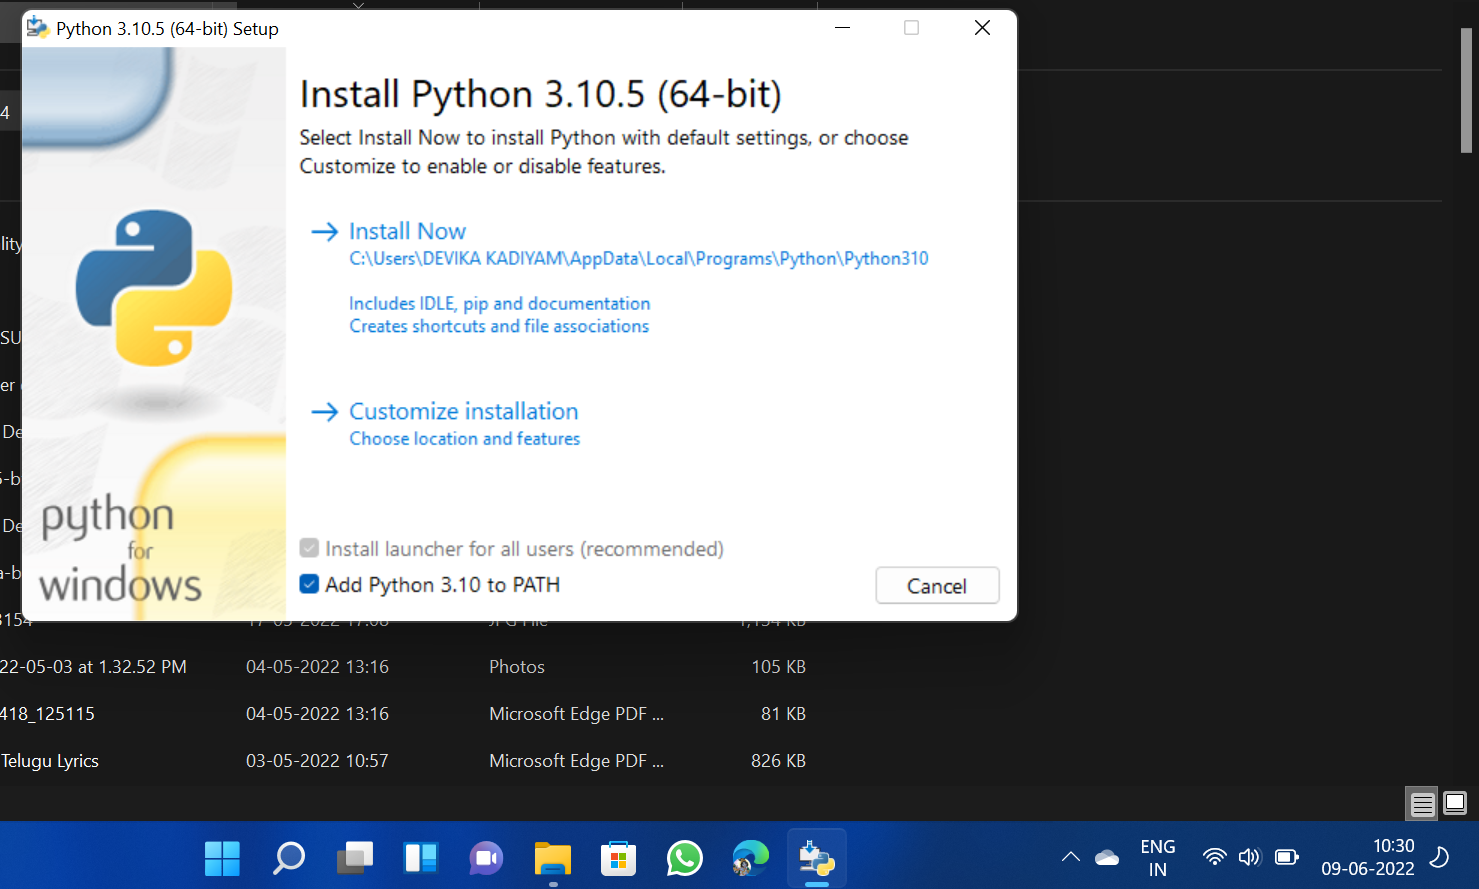 Python 3.10.5 (64-bit) Setup
Install Python 3.10.5 (64-bit)
Select Install Now to install Python with default settings, or choose
Customize to enable or disable features.
Install Now
C:\Users\DEVIKA KADIYAM\AppData\Local\Programs\Python\Python310
Includes IDLE, pip and documentation
Creates shortcuts and file associations
Customize installation
Choose location and features
python
for
windows
Install launcher for all users (recommended)
Add Python 3.10 to PATH
Cancel
4
lity
SU
er
De
De
22-05-03 at 1.32.52 PM 04-05-2022 13:16 Photos 105 KB
418_125115 04-05-2022 13:16 Microsoft Edge PDF ... 81 KB
Telugu Lyrics 03-05-2022 10:57 Microsoft Edge PDF ... 826 KB
ENG
IN
10:30
09-06-2022